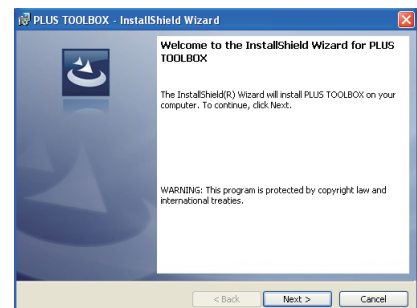 PLUS TOOLBOX - InstallShield Wizard
Welcome to the InstallShield Wizard for PLUS
TOOLBOX
The InstallShield(R) Wizard will install PLUS TOOLBOX on your
computer. To continue, click Next.
WARNING: This program is protected by copyright law and
international treaties.
< Back Next > Cancel